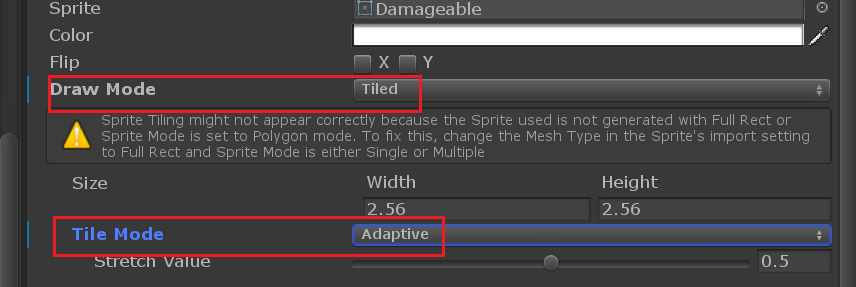 Sprite Damageable
Color
Flip X Y
Draw Mode Tiled
Sprite Tiling might not appear correctly because the Sprite used is not generated with Full Rect or
Sprite Mode is set to Polygon mode. To fix this, change the Mesh Type in the Sprite's import setting
to Full Rect and Sprite Mode is either Single or Multiple
Size Width Height
2.56 2.56
Tile Mode Adaptive
Stretch Value 0.5